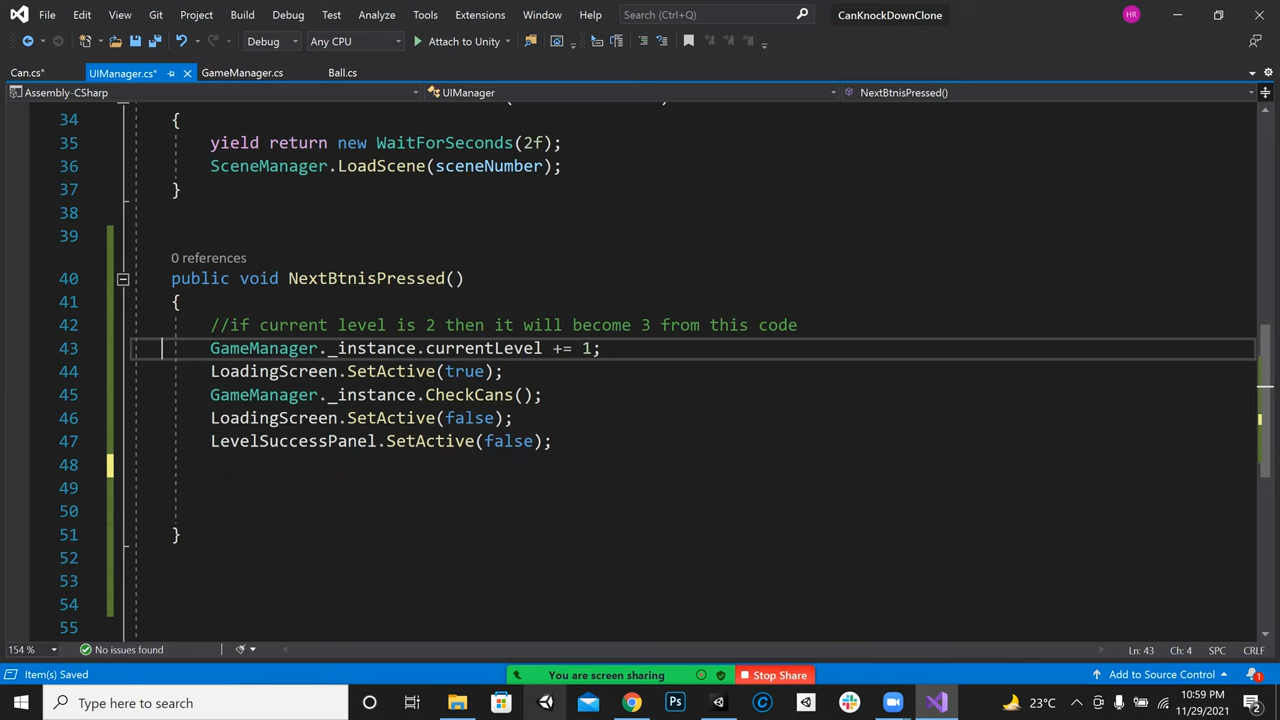 File Edit View Git Project Build Debug Test Analyze Tools Extensions Window Help Search (Ctrl+Q) CanKnockDownClone HR
Debug Any CPU Attach to Unity
Can.cs* UIManager.cs* GameManager.cs Ball.cs
Assembly-CSharp UIManager NextBtnisPressed()
34 {
35 yield return new WaitForSeconds(2f);
36 SceneManager.LoadScene(sceneNumber);
37 }
38
39
0 references
40 public void NextBtnisPressed()
41 {
42 //if current level is 2 then it will become 3 from this code
43 GameManager._instance.currentLevel += 1;
44 LoadingScreen.SetActive(true);
45 GameManager._instance.CheckCans();
46 LoadingScreen.SetActive(false);
47 LevelSuccessPanel.SetActive(false);
48
49
50
51 }
52
53
54
55
154 % No issues found Ln: 43 Ch: 4 SPC CRLF
Item(s) Saved You are screen sharing Stop Share Add to Source Control 1
Type here to search Ps 23°C 10:59 PM
11/29/2021 2